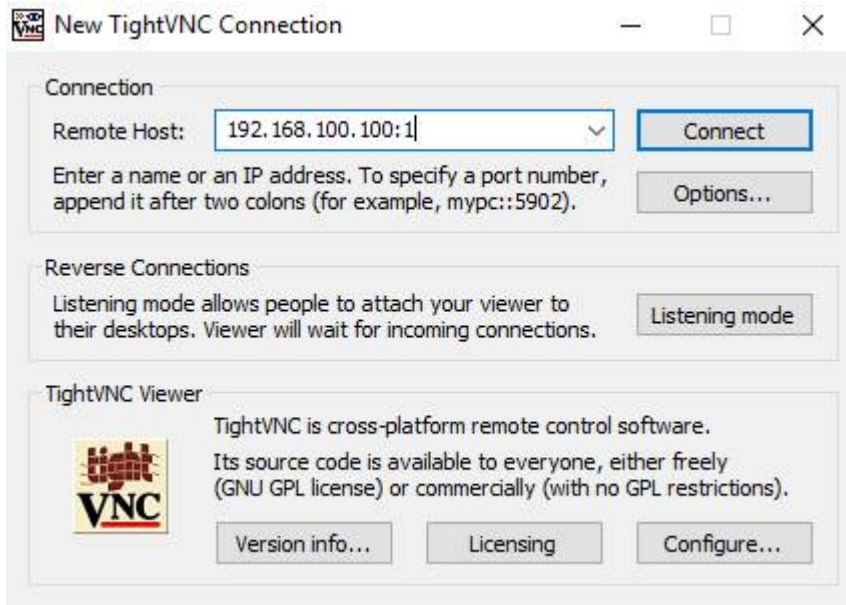 New TightVNC Connection
Connection
Remote Host:
192.168.100.100:1
Connect
Enter a name or an IP address. To specify a port number,
append it after two colons (for example, mypc::5902).
Options...
Reverse Connections
Listening mode allows people to attach your viewer to
their desktops. Viewer will wait for incoming connections.
Listening mode
TightVNC Viewer
tight
VNC
TightVNC is cross-platform remote control software.
Its source code is available to everyone, either freely
(GNU GPL license) or commercially (with no GPL restrictions).
Version info...
Licensing
Configure...